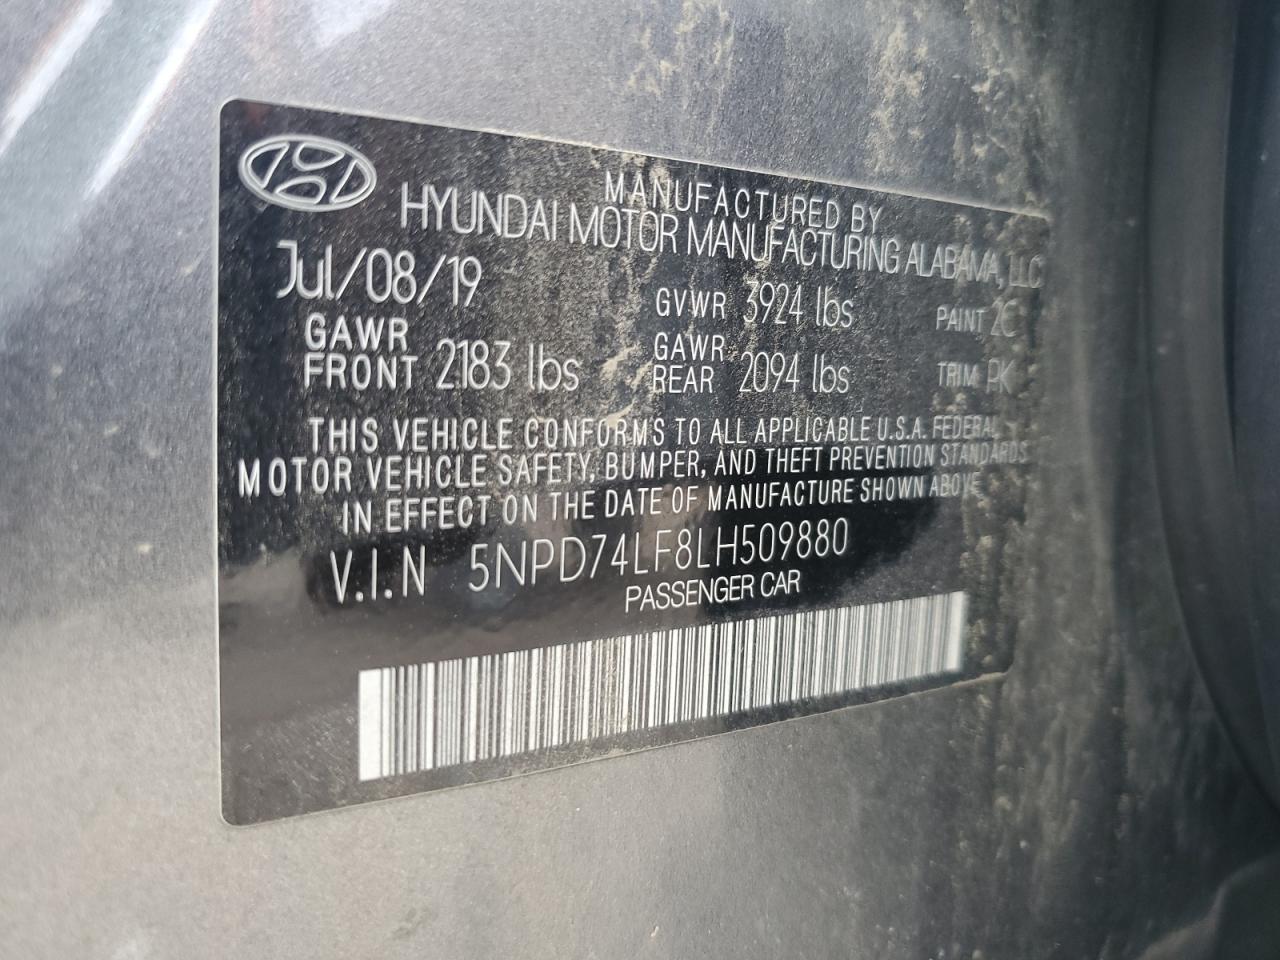 MANUFACTURED BY
HYUNDAI MOTOR MANUFACTURING ALABAMA, LLC
Jul/08/19 GVWR 3924 lbs PAINT 2C
GAWR FRONT 2183 lbs GAWR REAR 2094 lbs TRIM PK
THIS VEHICLE CONFORMS TO ALL APPLICABLE U.S.A. FEDERAL
MOTOR VEHICLE SAFETY, BUMPER, AND THEFT PREVENTION STANDARDS
IN EFFECT ON THE DATE OF MANUFACTURE SHOWN ABOVE
V.I.N 5NPD74LF8LH509880
PASSENGER CAR